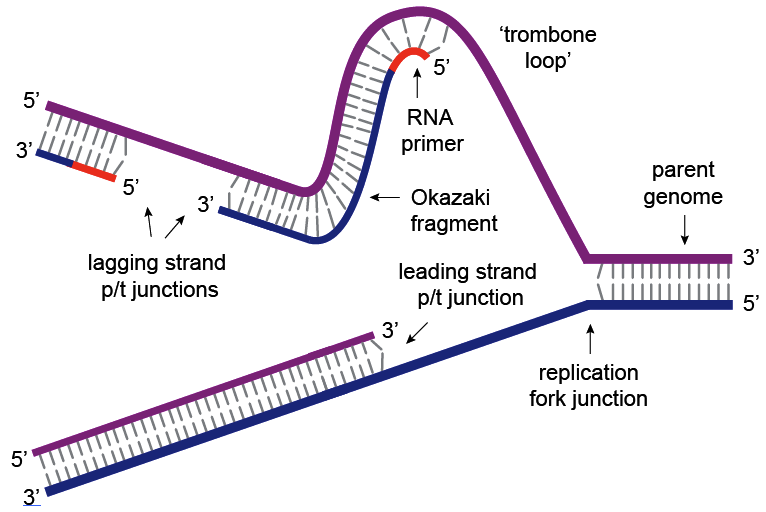 ‘trombone
loop’
5’
RNA
primer
5’
3’
5’
3’
Okazaki
fragment
parent
genome
lagging strand
p/t junctions
leading strand
p/t junction
3’
5’
3’
replication
fork junction
5’
3’